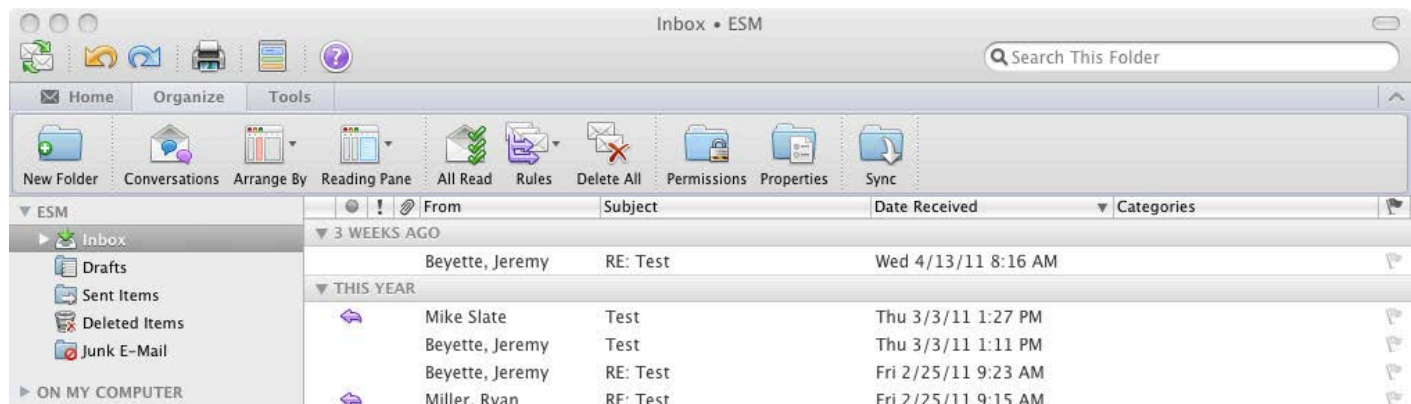 Inbox • ESM
Search This Folder
Home Organize Tools
New Folder Conversations Arrange By Reading Pane All Read Rules Delete All Permissions Properties Sync
ESM
! From Subject Date Received Categories
Inbox
3 WEEKS AGO
Drafts
Beyette, Jeremy RE: Test Wed 4/13/11 8:16 AM
Sent Items
THIS YEAR
Deleted Items
Mike Slate Test Thu 3/3/11 1:27 PM
Junk E-Mail
Beyette, Jeremy Test Thu 3/3/11 1:11 PM
Beyette, Jeremy RE: Test Fri 2/25/11 9:23 AM
ON MY COMPUTER
Miller, Ryan RE: Test Fri 2/25/11 9:15 AM